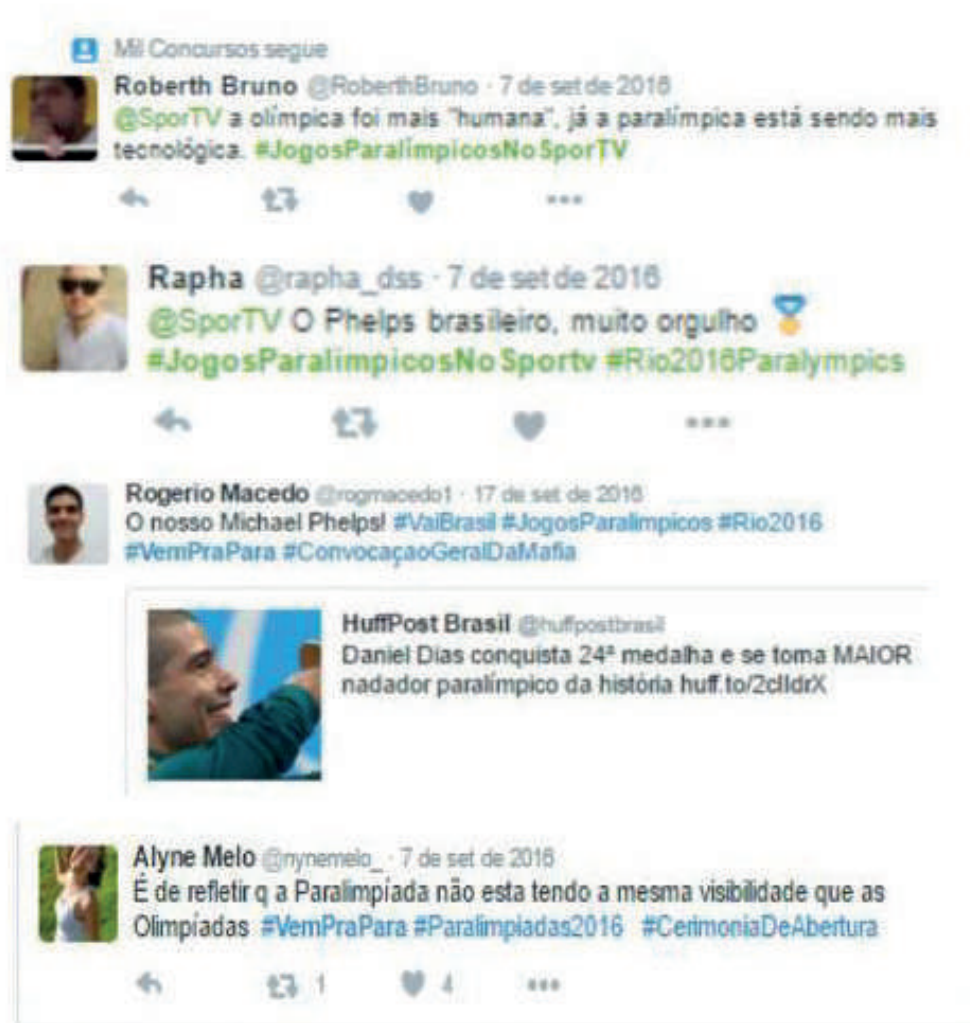 Mil Concursos segue
Roberth Bruno @RoberthBruno · 7 de set de 2016
@SporTV a olímpica foi mais "humana", já a paralímpica está sendo mais
tecnológica. #JogosParalímpicosNoSporTV
Rapha @rapha_dss · 7 de set de 2016
@SporTV O Phelps brasileiro, muito orgulho
#JogosParalimpicosNoSportv #Rio2016Paralympics
Rogerio Macedo @rogmacedo1 · 17 de set de 2016
O nosso Michael Phelps! #VaiBrasil #JogosParalimpicos #Rio2016
#VemPraPara #ConvocaçaoGeralDaMafia
HuffPost Brasil @huffpostbrasil
Daniel Dias conquista 24ª medalha e se torna MAIOR
nadador paralímpico da história huff.to/2clIdrX
Alyne Melo @nynemelo_ · 7 de set de 2016
É de refletir q a Paralimpíada não esta tendo a mesma visibilidade que as
Olimpíadas #VemPraPara #Paralimpiadas2016 #CerimoniaDeAbertura
1 4